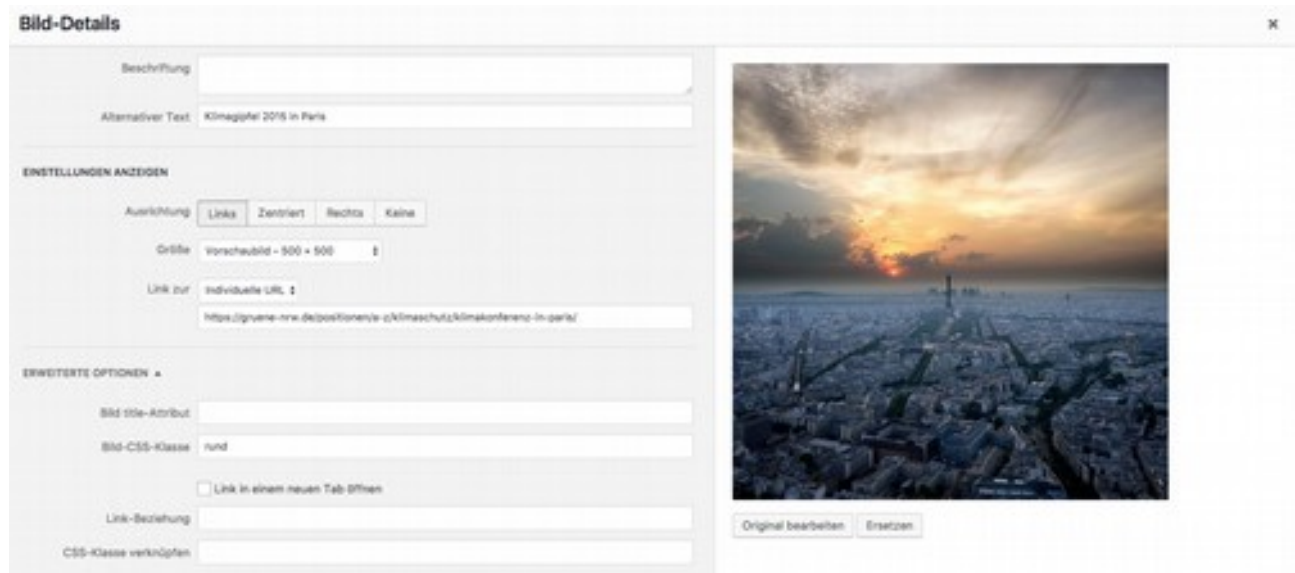 Bild-Details ×
Beschriftung
Alternativer Text Klimagipfel 2015 in Paris
EINSTELLUNGEN ANZEIGEN
Ausrichtung Links Zentriert Rechts Keine
Größe Vorschaubild – 500 × 500
Link zur Individuelle URL
https://gruene-nrw.de/positionen/a-z/klimaschutz/klimakonferenz-in-paris/
ERWEITERTE OPTIONEN ▲
Bild title-Attribut
Bild-CSS-Klasse rund
Link in einem neuen Tab öffnen
Link-Beziehung
Original bearbeiten Ersetzen
CSS-Klasse verknüpfen